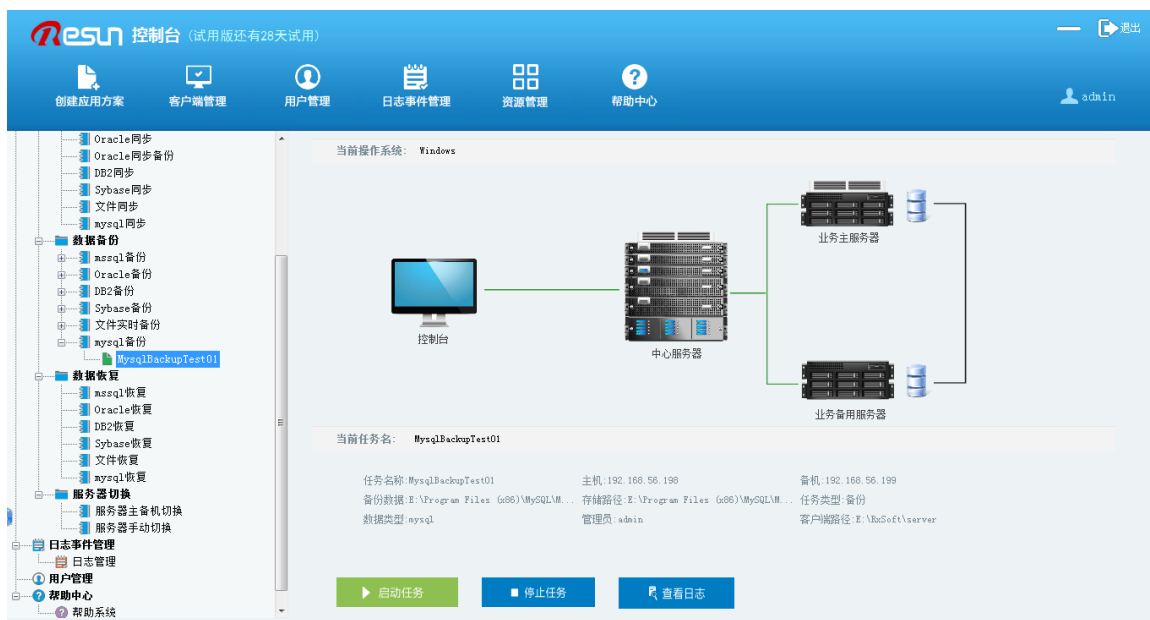 Resun 控制台（试用版还有28天试用）
退出
创建应用方案 客户端管理 用户管理 日志事件管理 资源管理 帮助中心
admin
Oracle同步
Oracle同步备份
DB2同步
Sybase同步
文件同步
mysql同步
数据备份
mssql备份
Oracle备份
DB2备份
Sybase备份
文件实时备份
mysql备份
MysqlBackupTest01
数据恢复
mssql恢复
Oracle恢复
DB2恢复
Sybase恢复
文件恢复
mysql恢复
服务器切换
服务器主备机切换
服务器手动切换
日志事件管理
日志管理
用户管理
帮助中心
帮助系统
当前操作系统: Windows
业务主服务器
控制台
中心服务器
业务备用服务器
当前任务名: MysqlBackupTest01
任务名称:MysqlBackupTest01 主机:192.168.56.198 备机:192.168.56.199
备份数据:E:\Program Files (x86)\MySQL\M... 存储路径:E:\Program Files (x86)\MySQL\M... 任务类型:备份
数据类型:mysql 管理员:admin 客户端路径:E:\RxSoft\server
启动任务 停止任务 查看日志